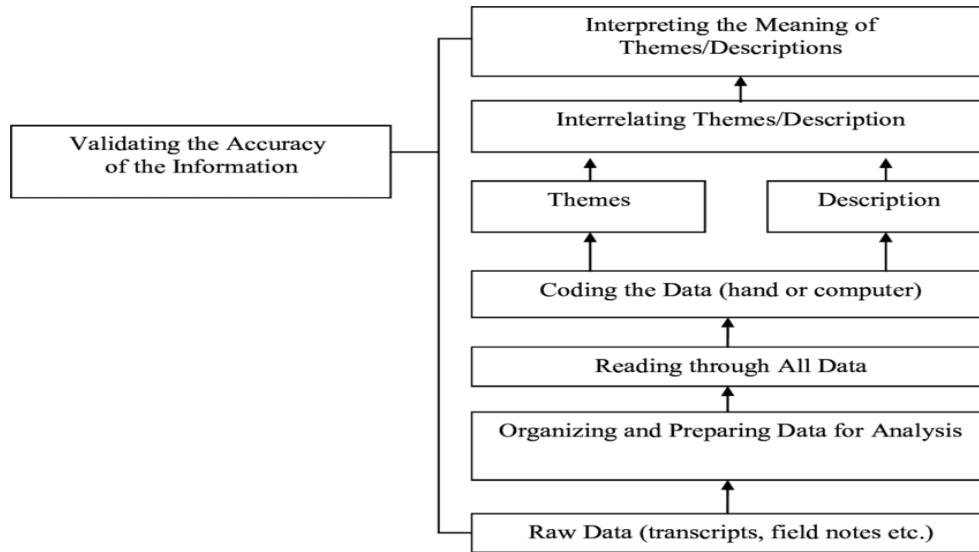 Interpreting the Meaning of
Themes/Descriptions
Interrelating Themes/Description
Validating the Accuracy
of the Information
Themes
Description
Coding the Data (hand or computer)
Reading through All Data
Organizing and Preparing Data for Analysis
Raw Data (transcripts, field notes etc.)